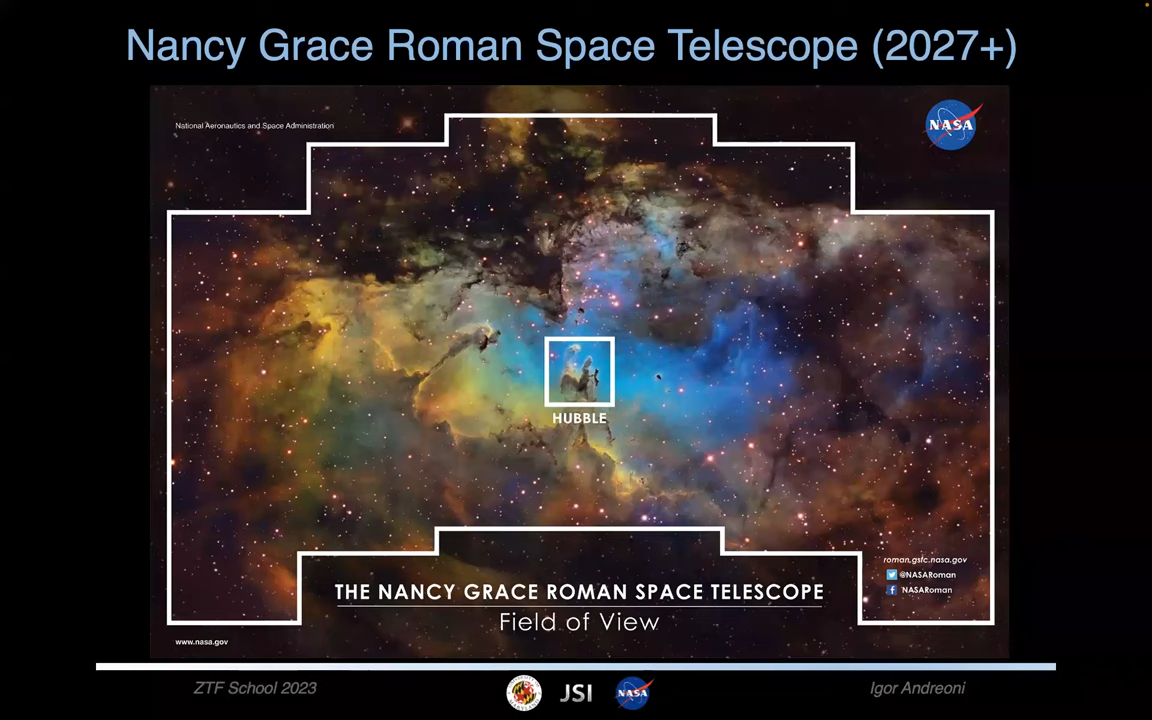 Nancy Grace Roman Space Telescope (2027+)
National Aeronautics and Space Administration
NASA
HUBBLE
roman.gsfc.nasa.gov
@NASARoman
NASARoman
THE NANCY GRACE ROMAN SPACE TELESCOPE
Field of View
www.nasa.gov
ZTF School 2023
JSI
NASA
Igor Andreoni